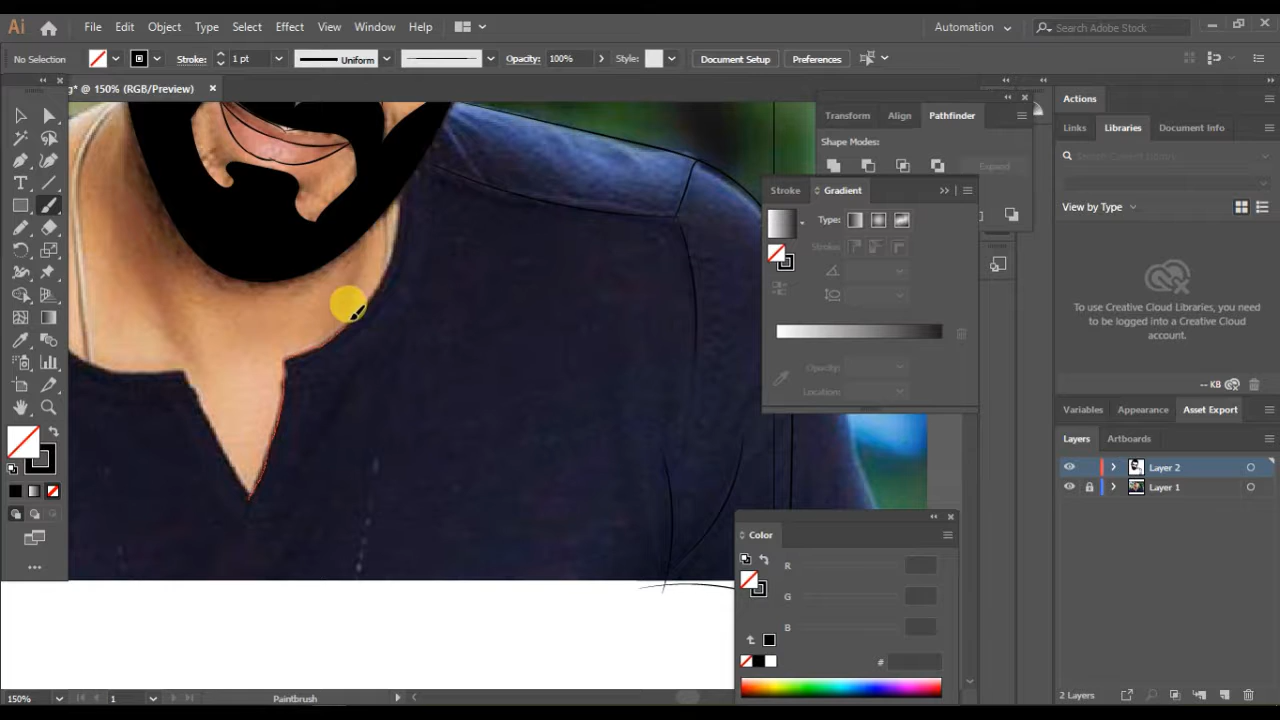 Ai File Edit Object Type Select Effect View Window Help Automation Search Adobe Stock
No Selection Stroke: 1 pt Uniform Opacity: 100% Style: Document Setup Preferences
g* @ 150% (RGB/Preview)
Actions
Transform Align Pathfinder
Links Libraries Document Info
Shape Modes:
Expand
Stroke Gradient
View by Type
Type:
Stroke:
To use Creative Cloud Libraries, you need to be logged into a Creative Cloud account.
Opacity:
-- KB
Location:
Variables Appearance Asset Export
Layers Artboards
Layer 2
Layer 1
Color
R
G
B
#
150% 1 Paintbrush
2 Layers